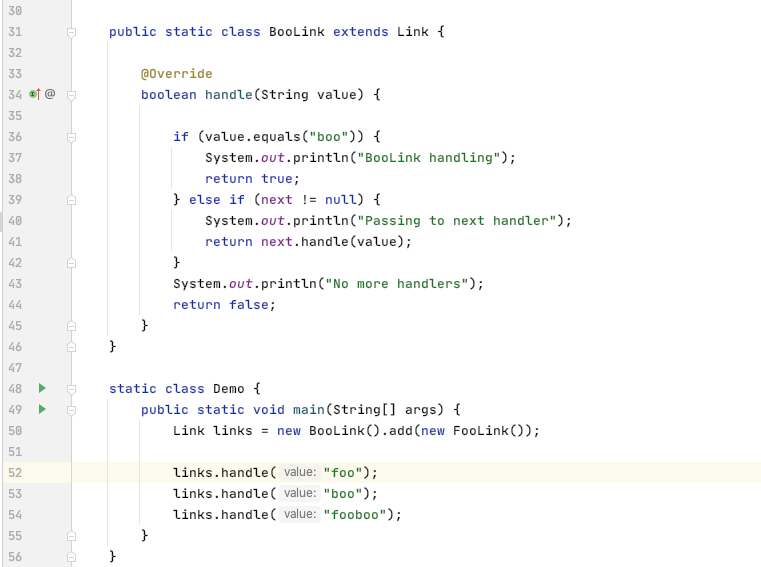 30
31 public static class BooLink extends Link {
32
33 @Override
34 @ boolean handle(String value) {
35
36 if (value.equals("boo")) {
37 System.out.println("BooLink handling");
38 return true;
39 } else if (next != null) {
40 System.out.println("Passing to next handler");
41 return next.handle(value);
42 }
43 System.out.println("No more handlers");
44 return false;
45 }
46 }
47
48 static class Demo {
49 public static void main(String[] args) {
50 Link links = new BooLink().add(new FooLink());
51
52 links.handle( value: "foo");
53 links.handle( value: "boo");
54 links.handle( value: "fooboo");
55 }
56 }